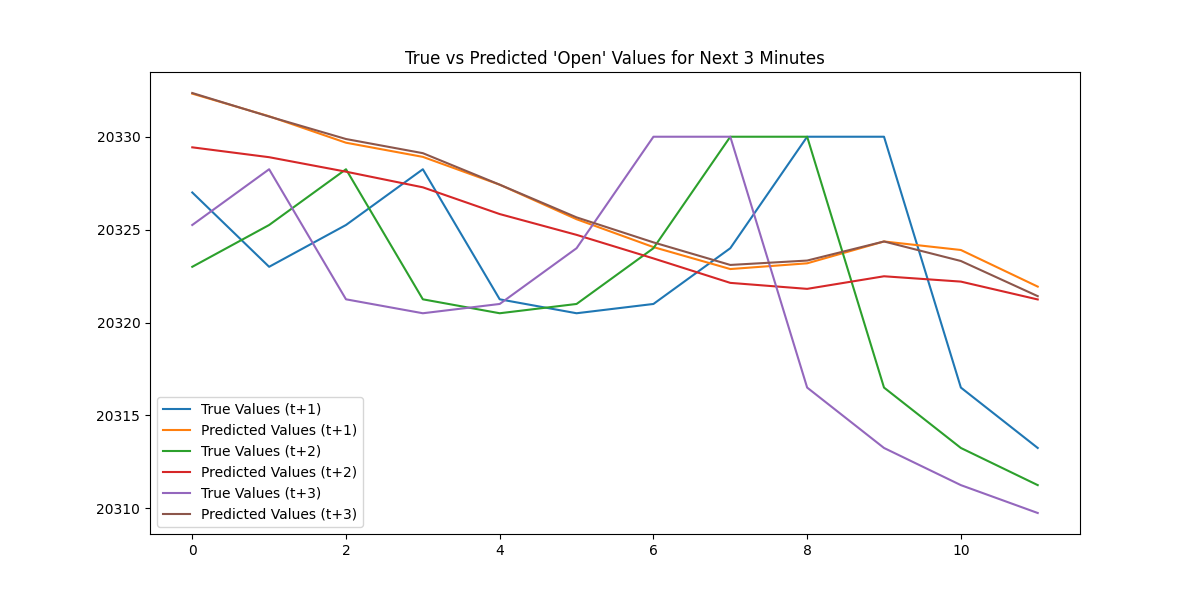 True vs Predicted 'Open' Values for Next 3 Minutes
20330
20325
20320
20315
20310
True Values (t+1)
Predicted Values (t+1)
True Values (t+2)
Predicted Values (t+2)
True Values (t+3)
Predicted Values (t+3)
0 2 4 6 8 10